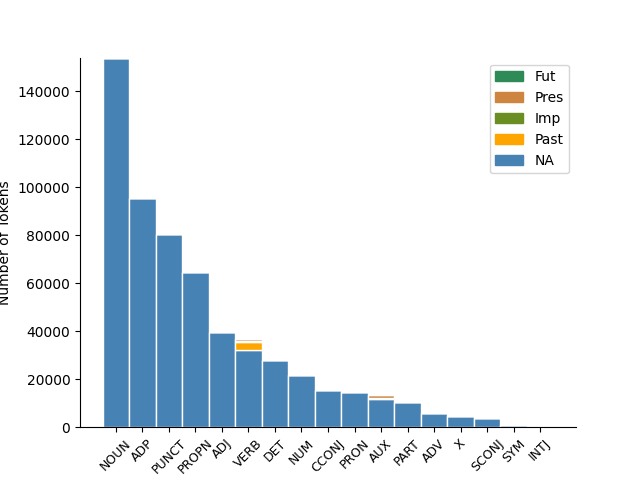 Fut
Pres
Imp
Past
NA
140000
120000
100000
80000
60000
40000
20000
0
Number of Tokens
NOUN
ADP
PUNCT
PROPN
ADJ
VERB
DET
NUM
CCONJ
PRON
AUX
PART
ADV
X
SCONJ
SYM
INTJ